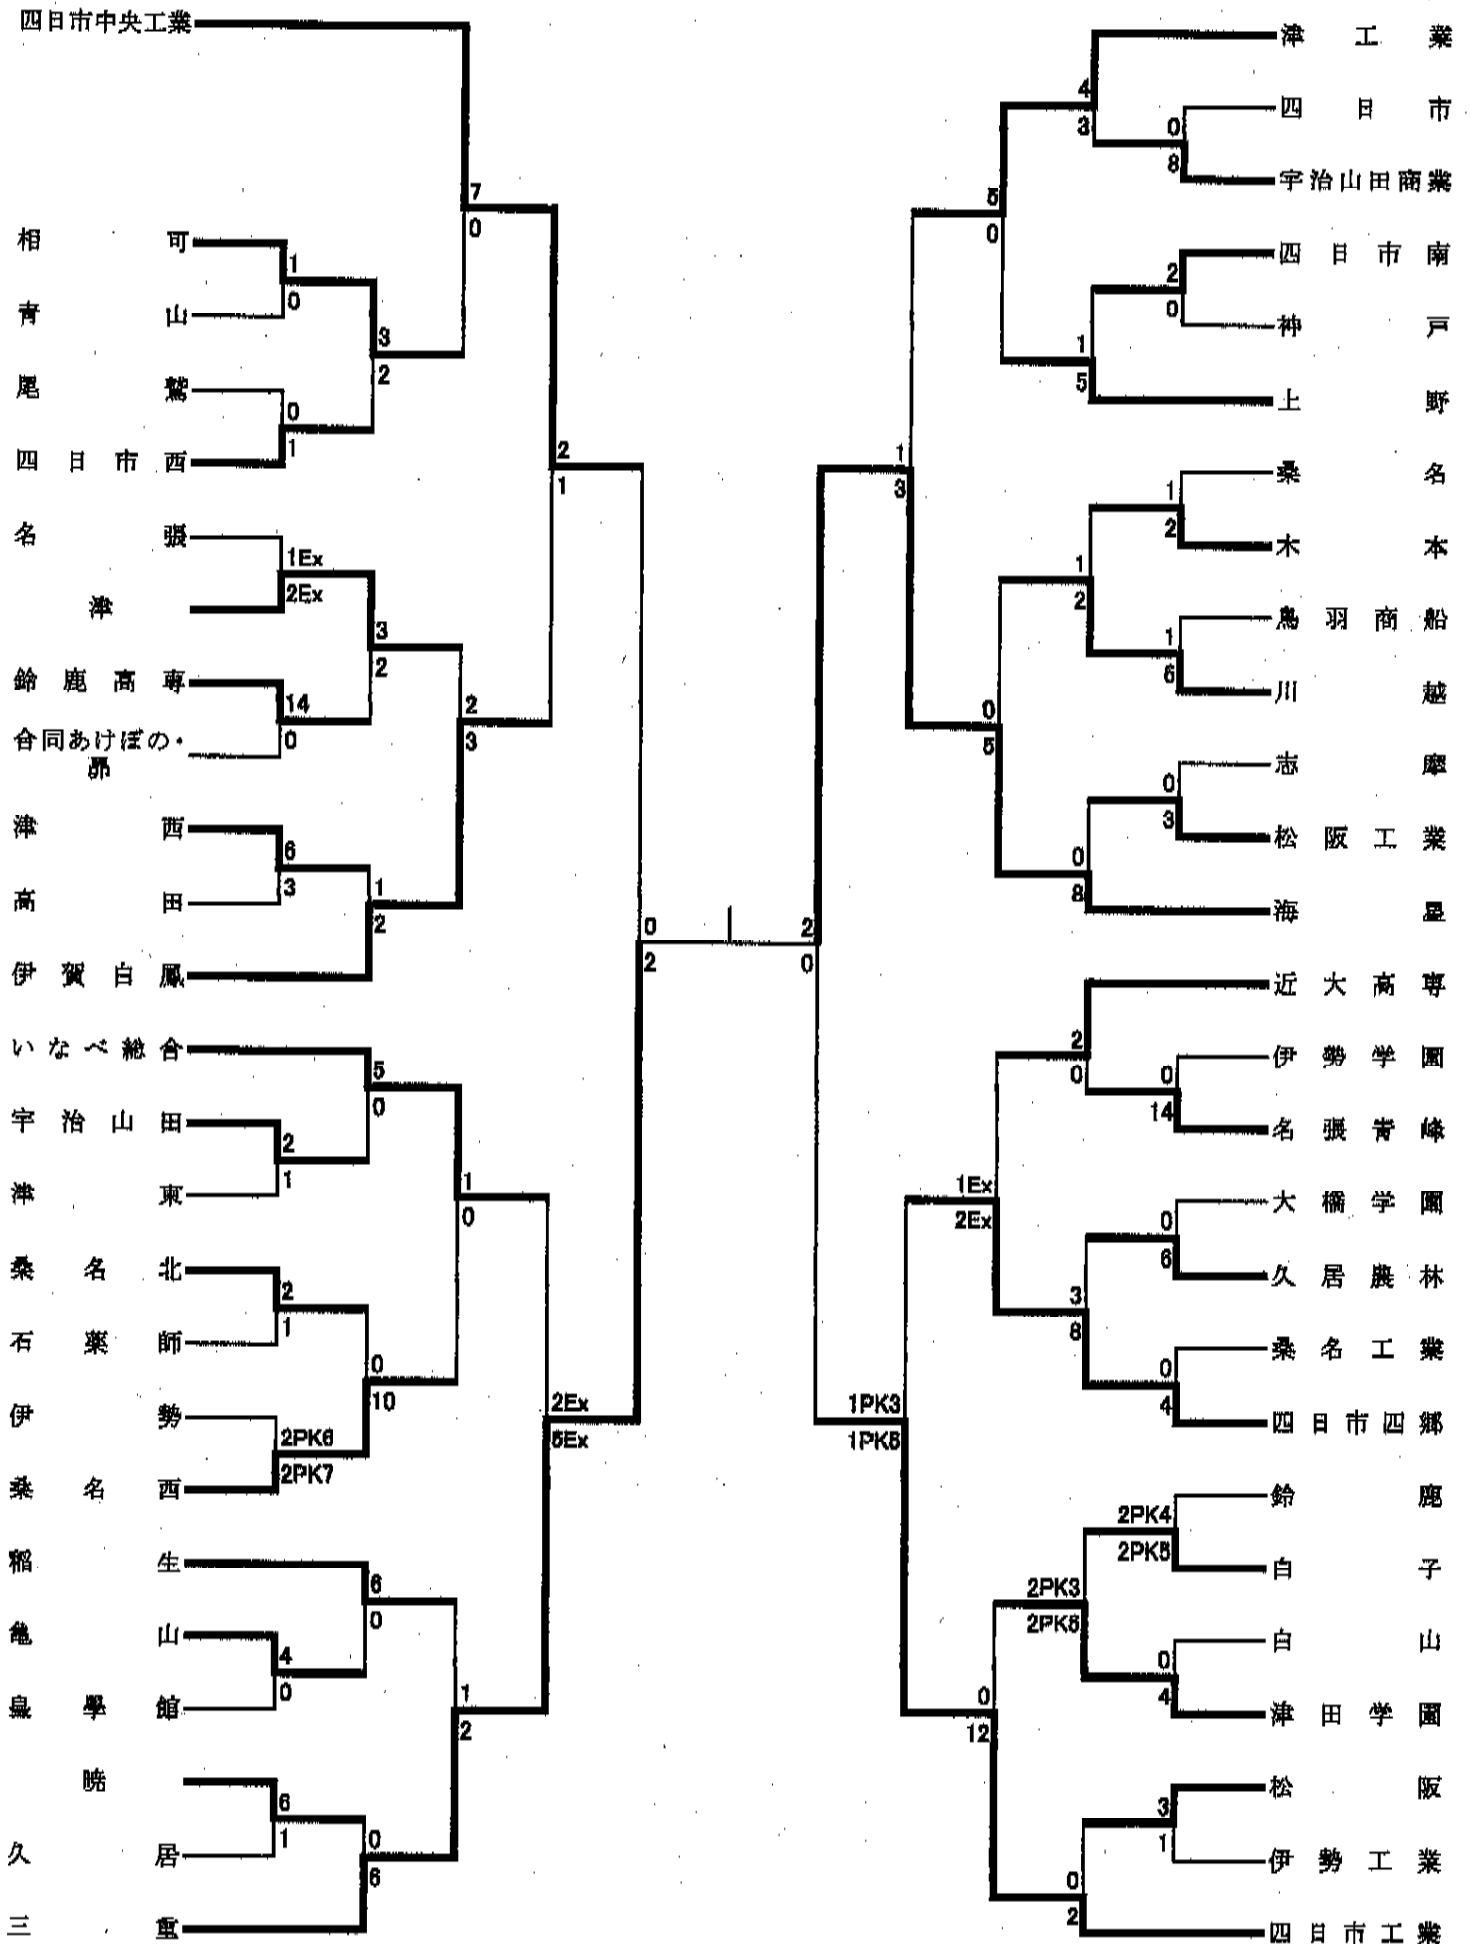 四日市中央工業
7
0
相可
1
0
青山
3
2
尾鷲
0
1
四日市西
2
1
名張
1Ex
2Ex
津
3
2
鈴鹿高専
14
0
合同あけぼの・
昴
2
3
津西
6
3
高田
1
2
伊賀白鳳
0
2
いなべ総合
5
0
宇治山田
2
1
津東
1
0
桑名北
2
1
石薬師
0
10
伊勢
2PK6
2PK7
桑名西
2Ex
5Ex
稲生
6
0
亀山
4
0
皇學館
1
2
暁
6
1
久居
0
6
三重
津工業
4
3
四日市
0
8
宇治山田商業
5
0
四日市南
2
0
神戸
1
5
上野
1
3
桑名
1
2
木本
1
2
鳥羽商船
1
6
川越
0
5
志摩
0
3
松阪工業
0
8
海星
2
0
近大高専
2
0
伊勢学園
0
14
名張青峰
1Ex
2Ex
大橋学園
0
6
久居農林
3
8
桑名工業
0
4
四日市四郷
1PK3
1PK5
鈴鹿
2PK4
2PK5
白子
2PK3
2PK5
白山
0
4
津田学園
0
12
松阪
3
1
伊勢工業
0
2
四日市工業